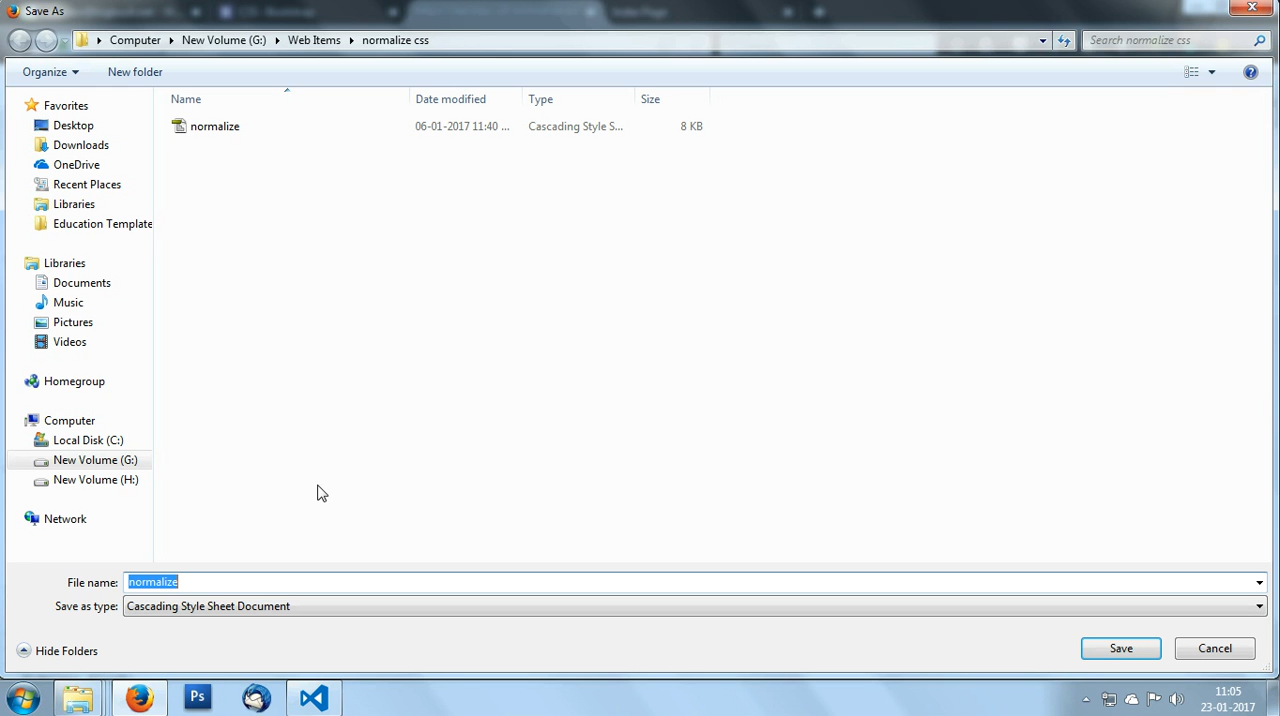 Save As
Computer New Volume (G:) Web Items normalize css
Search normalize css
Organize New folder
Name Date modified Type Size
normalize 06-01-2017 11:40 ... Cascading Style S... 8 KB
Favorites
Desktop
Downloads
OneDrive
Recent Places
Libraries
Education Template
Libraries
Documents
Music
Pictures
Videos
Homegroup
Computer
Local Disk (C:)
New Volume (G:)
New Volume (H:)
Network
File name: normalize
Save as type: Cascading Style Sheet Document
Hide Folders
Save Cancel
Ps
11:05
23-01-2017